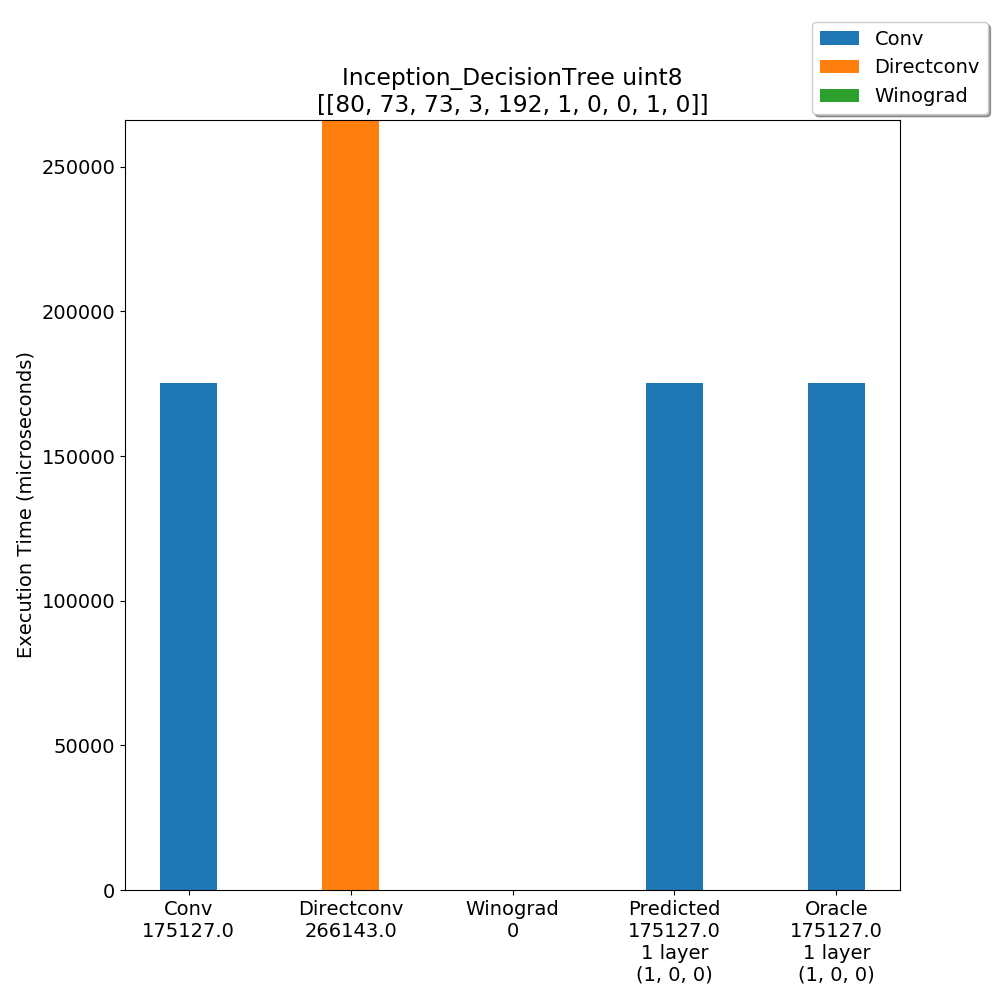 Conv
Directconv
Winograd
Inception_DecisionTree uint8
[[80, 73, 73, 3, 192, 1, 0, 0, 1, 0]]
Execution Time (microseconds)
250000
200000
150000
100000
50000
0
Conv
175127.0
Directconv
266143.0
Winograd
0
Predicted
175127.0
1 layer
(1, 0, 0)
Oracle
175127.0
1 layer
(1, 0, 0)